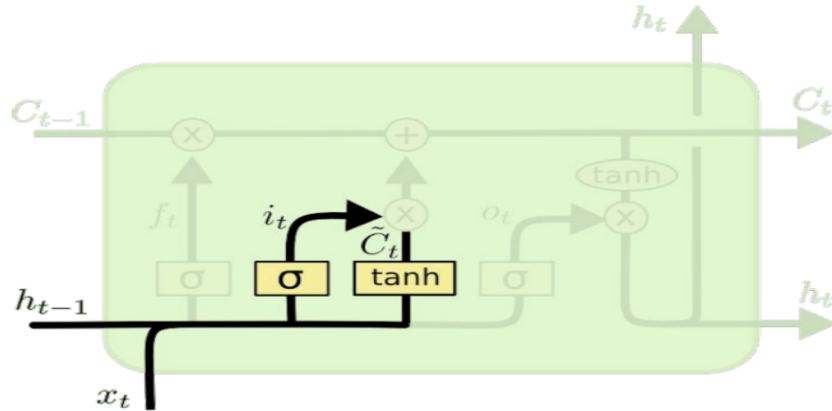 h_t
C_{t-1} × + C_t
tanh
f_t i_t × o_t ×
C̃_t
σ σ tanh σ
h_{t-1} h_t
x_t